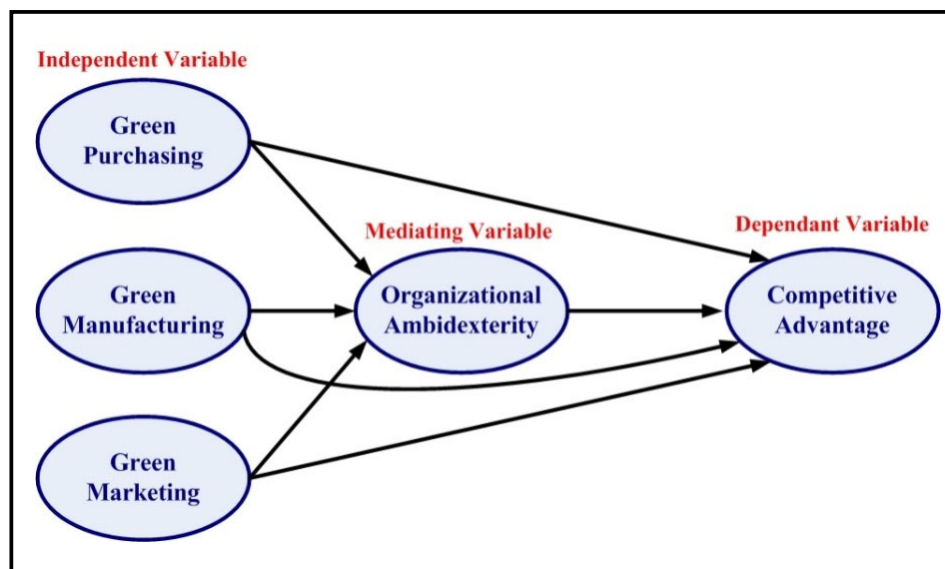 Independent Variable
Green
Purchasing
Mediating Variable
Dependant Variable
Green
Manufacturing
Organizational
Ambidexterity
Competitive
Advantage
Green
Marketing